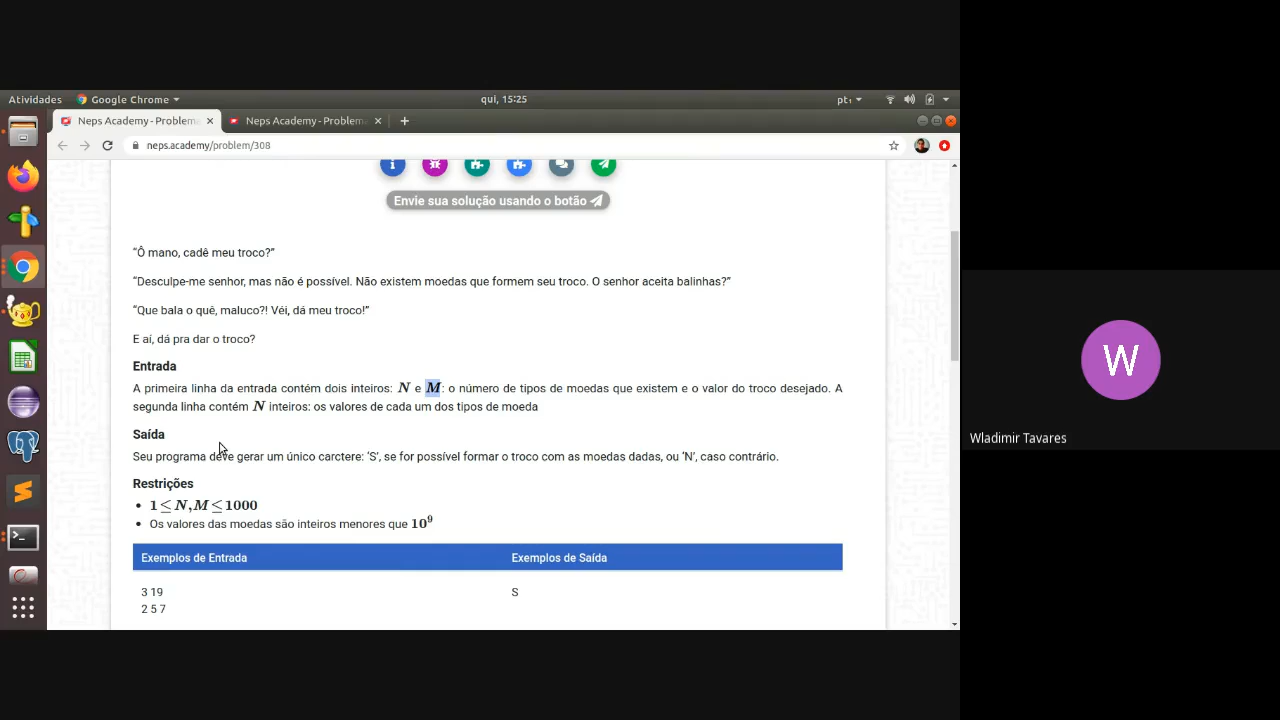 Atividades Google Chrome qui, 15:25 pt1
Neps Academy - Problema Neps Academy - Problema
neps.academy/problem/308
Envie sua solução usando o botão
“Ô mano, cadê meu troco?”
“Desculpe-me senhor, mas não é possível. Não existem moedas que formem seu troco. O senhor aceita balinhas?”
“Que bala o quê, maluco?! Véi, dá meu troco!”
E aí, dá pra dar o troco?
Entrada
A primeira linha da entrada contém dois inteiros: N e M: o número de tipos de moedas que existem e o valor do troco desejado. A
segunda linha contém N inteiros: os valores de cada um dos tipos de moeda
Saída
Seu programa deve gerar um único carctere: ‘S’, se for possível formar o troco com as moedas dadas, ou ‘N’, caso contrário.
Restrições
• 1 ≤ N, M ≤ 1000
• Os valores das moedas são inteiros menores que 10⁹
Exemplos de Entrada Exemplos de Saída
3 19 S
2 5 7
W
Wladimir Tavares